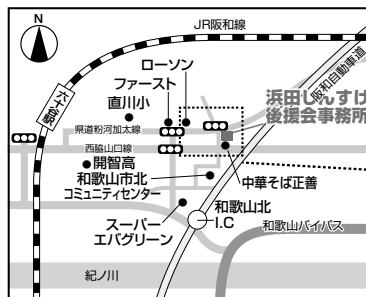 N
JR阪和線
ローソン
ファースト
直川小
六十谷駅
阪和自動車道
浜田しんすけ
後援会事務所
県道粉河加太線
西脇山口線
開智高
和歌山市北
コミュニティセンター
中華そば正善
スーパー
エバグリーン
和歌山北
I.C
和歌山バイパス
紀ノ川